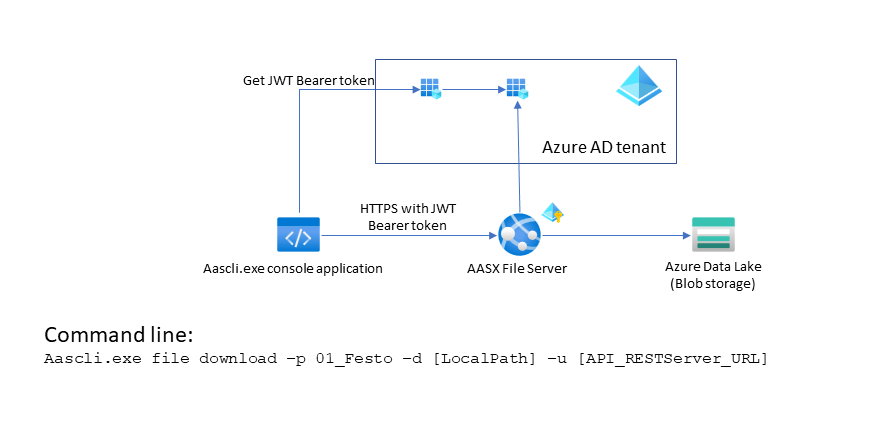 Get JWT Bearer token
Azure AD tenant
HTTPS with JWT
Bearer token
</>
Aascli.exe console application
AASX File Server
Azure Data Lake
(Blob storage)
Command line:
Aascli.exe file download –p 01_Festo –d [LocalPath] –u [API_RESTServer_URL]